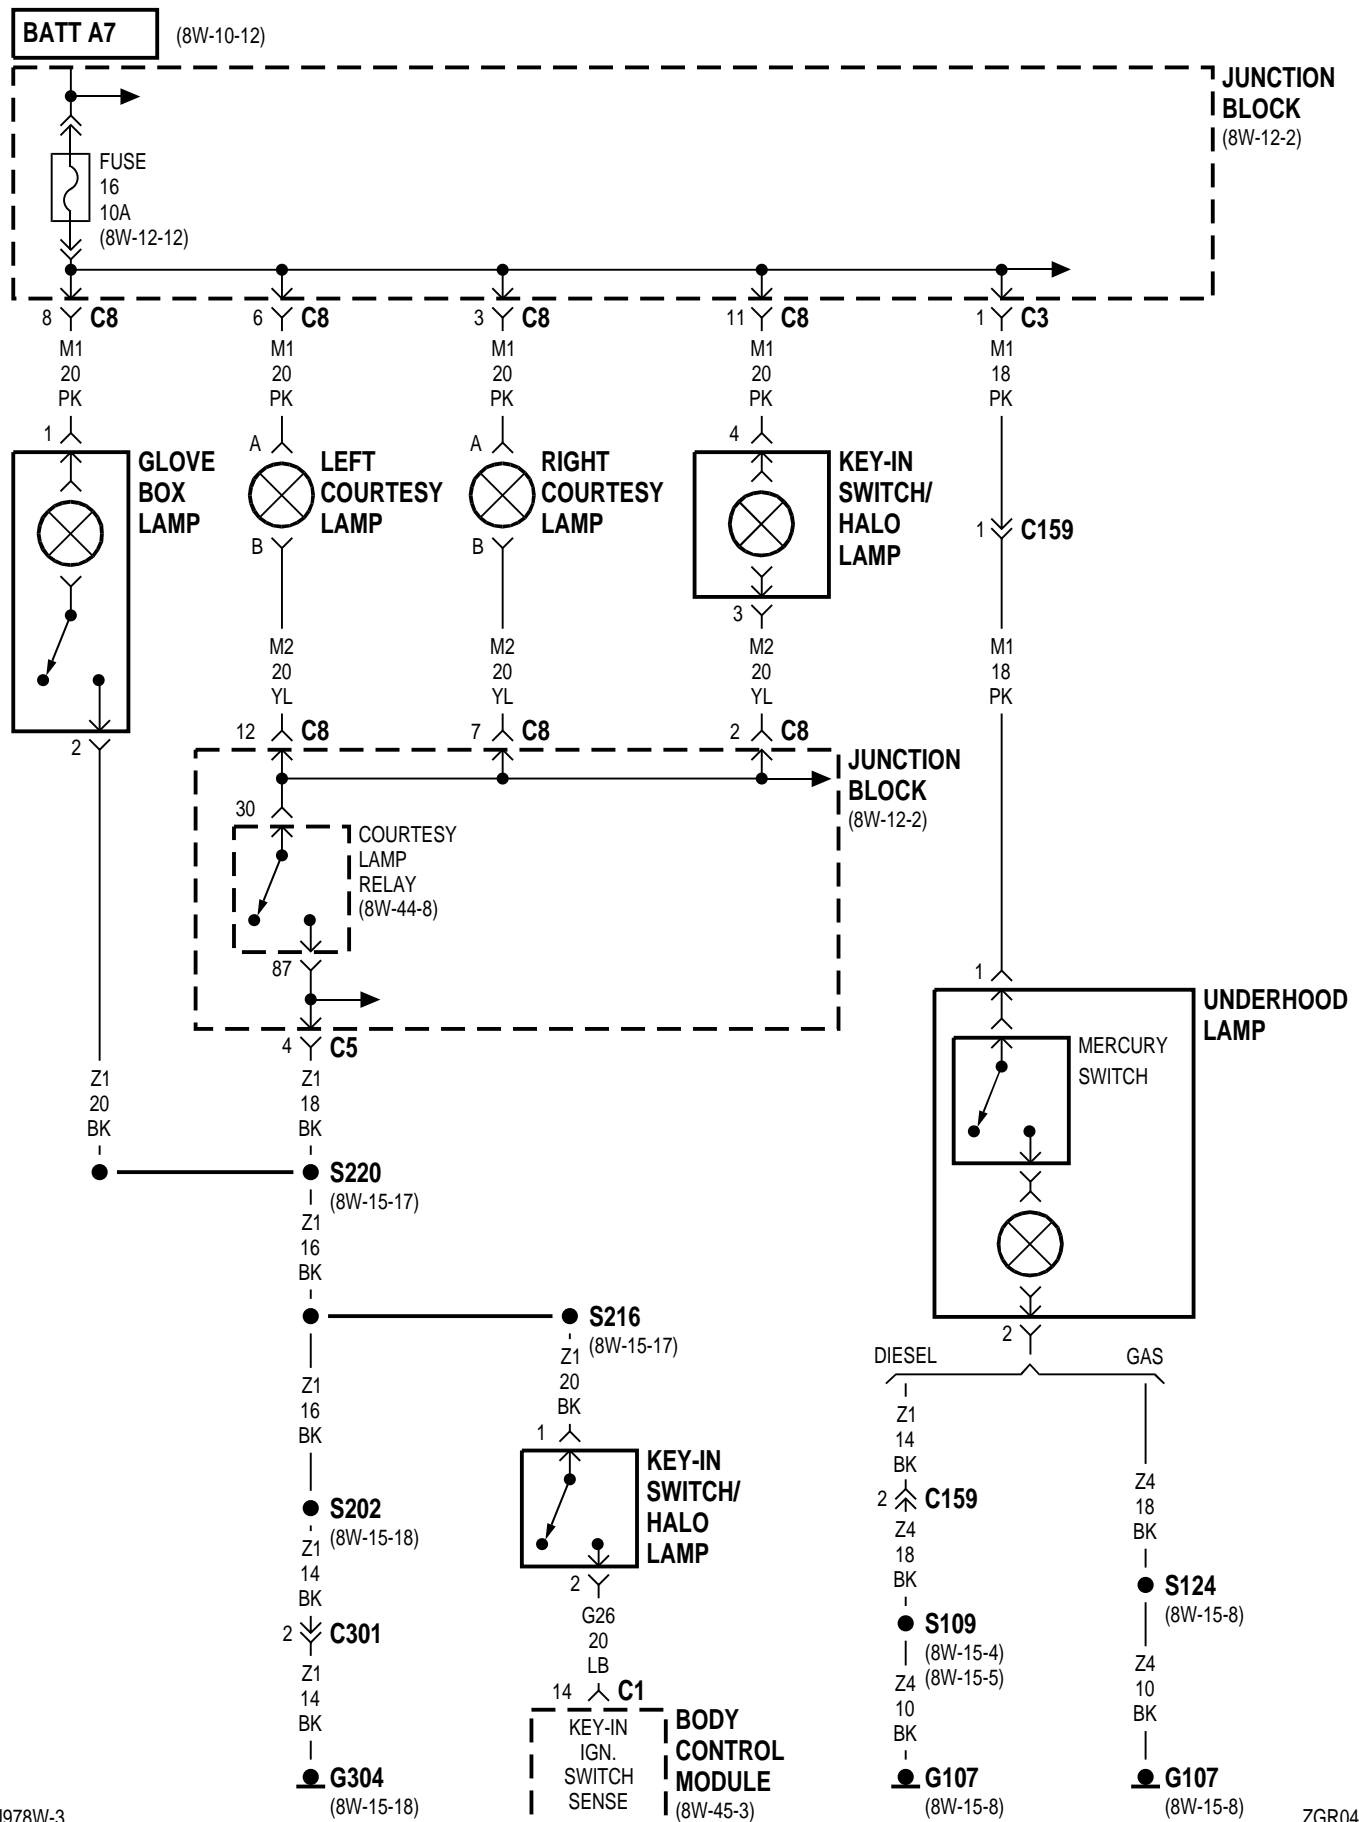 BATT A7
(8W-10-12)
JUNCTION
BLOCK
(8W-12-2)
FUSE
16
10A
(8W-12-12)
8 C8
6 C8
3 C8
11 C8
1 C3
M1
20
PK
M1
20
PK
M1
20
PK
M1
20
PK
M1
18
PK
1
GLOVE
BOX
LAMP
2
A
LEFT
COURTESY
LAMP
B
A
RIGHT
COURTESY
LAMP
B
4
KEY-IN
SWITCH/
HALO
LAMP
3
1 C159
M2
20
YL
M2
20
YL
M2
20
YL
M1
18
PK
12 C8
7 C8
2 C8
JUNCTION
BLOCK
(8W-12-2)
30
COURTESY
LAMP
RELAY
(8W-44-8)
87
4 C5
1
UNDERHOOD
LAMP
MERCURY
SWITCH
2
Z1
20
BK
Z1
18
BK
S220
(8W-15-17)
Z1
16
BK
S216
(8W-15-17)
Z1
16
BK
Z1
20
BK
1
KEY-IN
SWITCH/
HALO
LAMP
2
S202
(8W-15-18)
Z1
14
BK
2 C301
Z1
14
BK
G304
(8W-15-18)
G26
20
LB
14 C1
KEY-IN
IGN.
SWITCH
SENSE
BODY
CONTROL
MODULE
(8W-45-3)
DIESEL
GAS
Z1
14
BK
2 C159
Z4
18
BK
S109
(8W-15-4)
(8W-15-5)
Z4
10
BK
G107
(8W-15-8)
Z4
18
BK
S124
(8W-15-8)
Z4
10
BK
G107
(8W-15-8)
978W-3
ZGR04